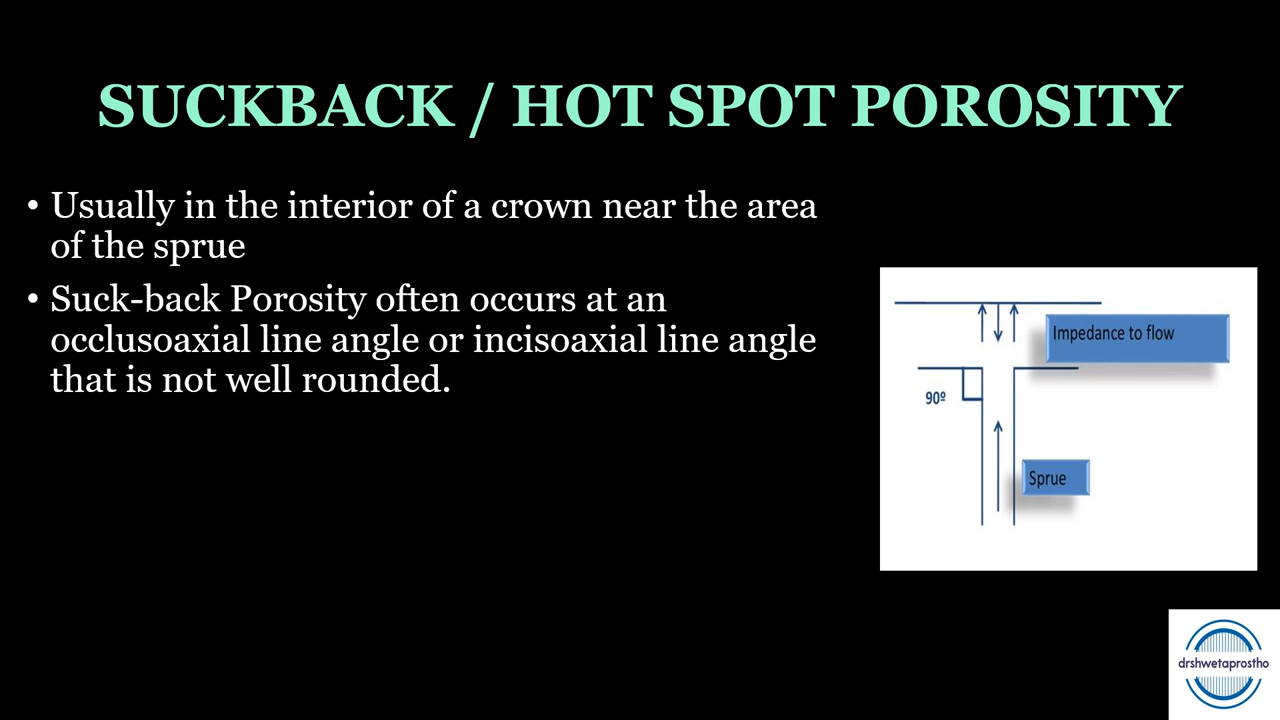 SUCKBACK / HOT SPOT POROSITY
• Usually in the interior of a crown near the area
of the sprue
• Suck-back Porosity often occurs at an
occlusoaxial line angle or incisoaxial line angle
that is not well rounded.
Impedance to flow
90º
Sprue
drshwetaprostho